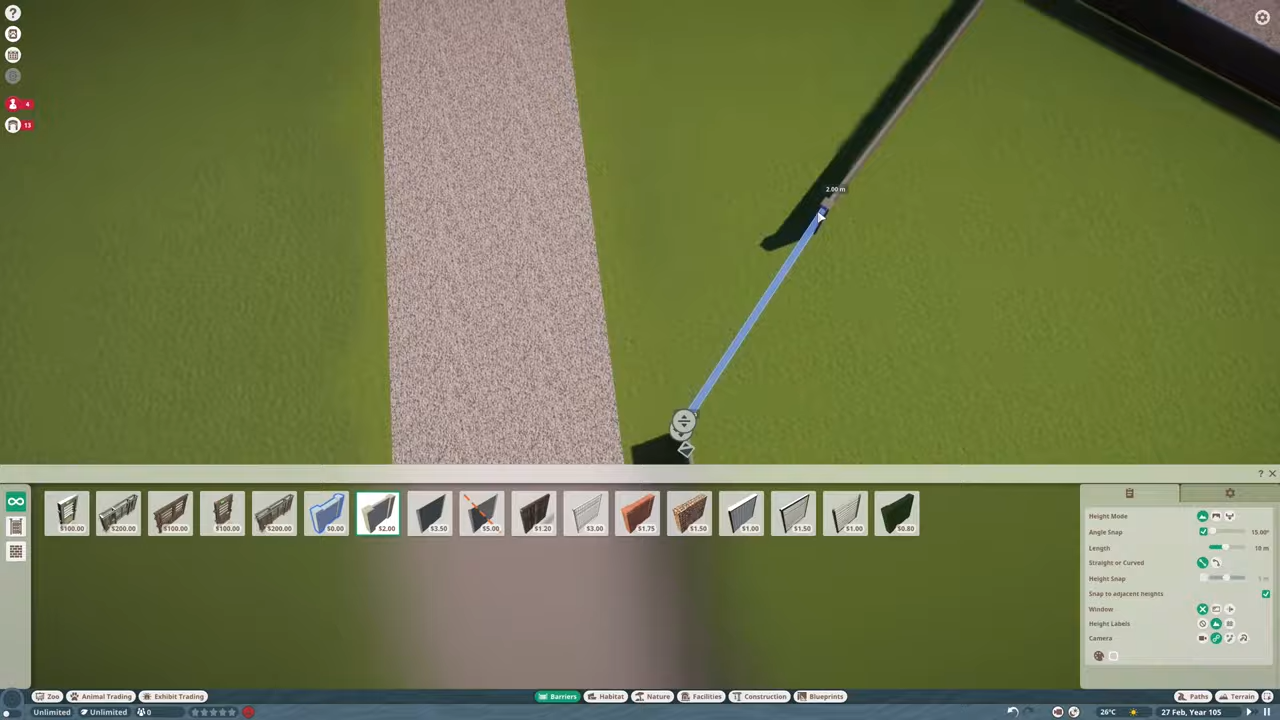 ?
4
13
2.00 m
?
$100.00
$200.00
$100.00
$100.00
$200.00
$0.00
$2.00
$3.50
$5.00
$1.20
$3.00
$1.75
$1.50
$1.00
$1.50
$1.00
$0.80
Height Mode
Angle Snap
15.00°
Length
10 m
Straight or Curved
Height Snap
1 m
Snap to adjacent heights
Window
Height Labels
Camera
Zoo
Animal Trading
Exhibit Trading
Barriers
Habitat
Nature
Facilities
Construction
Blueprints
Paths
Terrain
Unlimited
Unlimited
0
26°C
27 Feb, Year 105